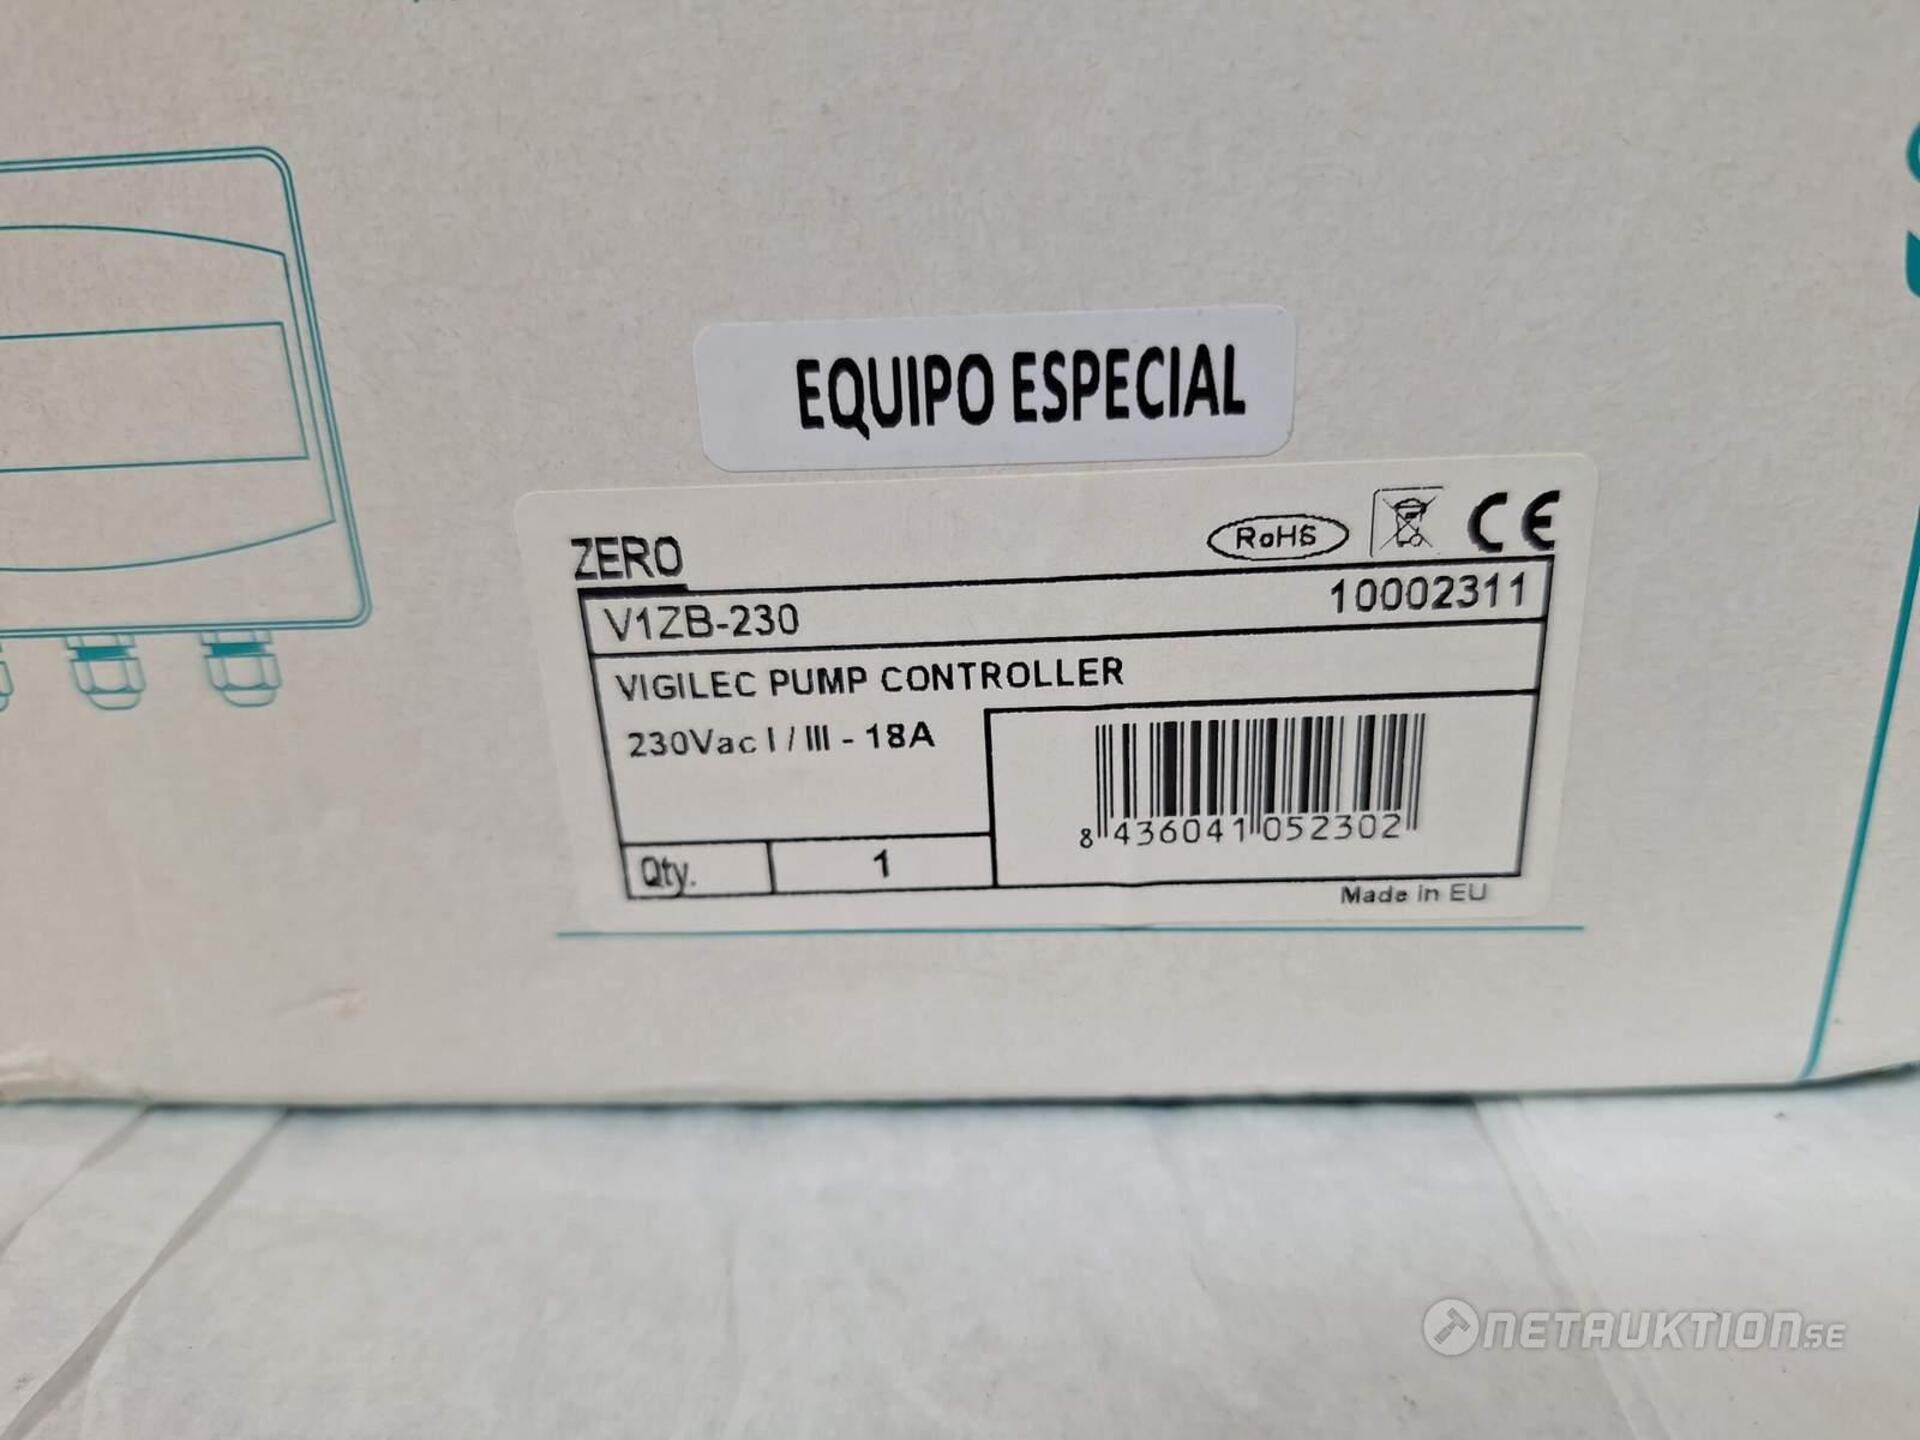 EQUIPO ESPECIAL
ZERO
RoHS
CE
V1ZB-230 10002311
VIGILEC PUMP CONTROLLER
230Vac I / III - 18A
8 436041 052302
Qty. 1
Made in EU
NETAUKTION.SE